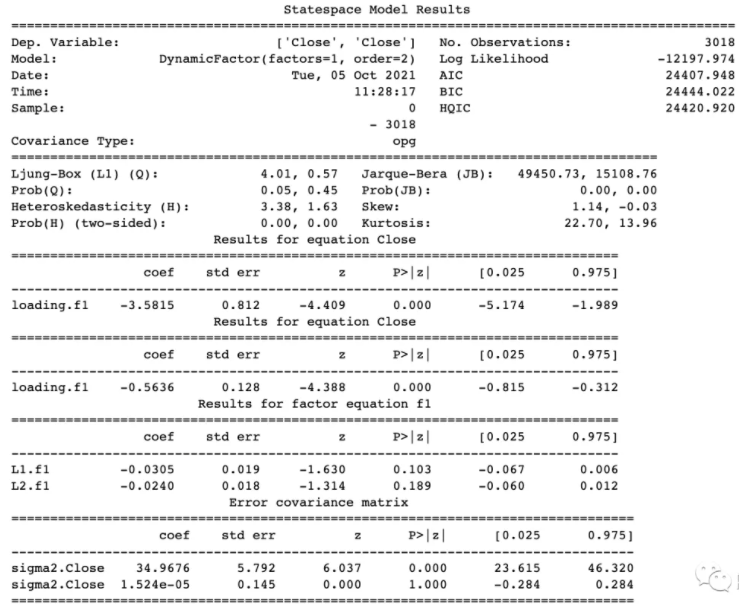 Statespace Model Results
==============================================================================================
Dep. Variable: ['Close', 'Close'] No. Observations: 3018
Model: DynamicFactor(factors=1, order=2) Log Likelihood -12197.974
Date: Tue, 05 Oct 2021 AIC 24407.948
Time: 11:28:17 BIC 24444.022
Sample: 0 HQIC 24420.920
- 3018
Covariance Type: opg
===================================================================================
Ljung-Box (L1) (Q): 4.01, 0.57 Jarque-Bera (JB): 49450.73, 15108.76
Prob(Q): 0.05, 0.45 Prob(JB): 0.00, 0.00
Heteroskedasticity (H): 3.38, 1.63 Skew: 1.14, -0.03
Prob(H) (two-sided): 0.00, 0.00 Kurtosis: 22.70, 13.96
Results for equation Close
==============================================================================
coef std err z P>|z| [0.025 0.975]
------------------------------------------------------------------------------
loading.f1 -3.5815 0.812 -4.409 0.000 -5.174 -1.989
Results for equation Close
==============================================================================
coef std err z P>|z| [0.025 0.975]
------------------------------------------------------------------------------
loading.f1 -0.5636 0.128 -4.388 0.000 -0.815 -0.312
Results for factor equation f1
==============================================================================
coef std err z P>|z| [0.025 0.975]
------------------------------------------------------------------------------
L1.f1 -0.0305 0.019 -1.630 0.103 -0.067 0.006
L2.f1 -0.0240 0.018 -1.314 0.189 -0.060 0.012
Error covariance matrix
================================================================================
coef std err z P>|z| [0.025 0.975]
--------------------------------------------------------------------------------
sigma2.Close 34.9676 5.792 6.037 0.000 23.615 46.320
sigma2.Close 1.524e-05 0.145 0.000 1.000 -0.284 0.284
================================================================================